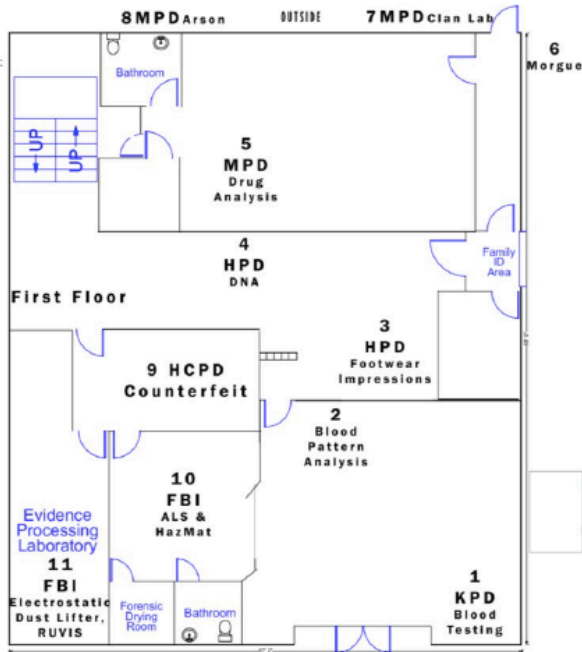 8MPD Arson
OUTSIDE
7MPD Clan Lab
6
Morgue
Bathroom
UP
UP
5
MPD
Drug
Analysis
4
HPD
DNA
Family
ID
Area
First Floor
3
HPD
Footwear
Impressions
9 HCPD
Counterfeit
2
Blood
Pattern
Analysis
10
FBI
ALS &
HazMat
Evidence
Processing
Laboratory
11
FBI
Electrostatic
Dust Lifter,
RUVIS
Forensic
Drying
Room
Bathroom
1
KPD
Blood
Testing